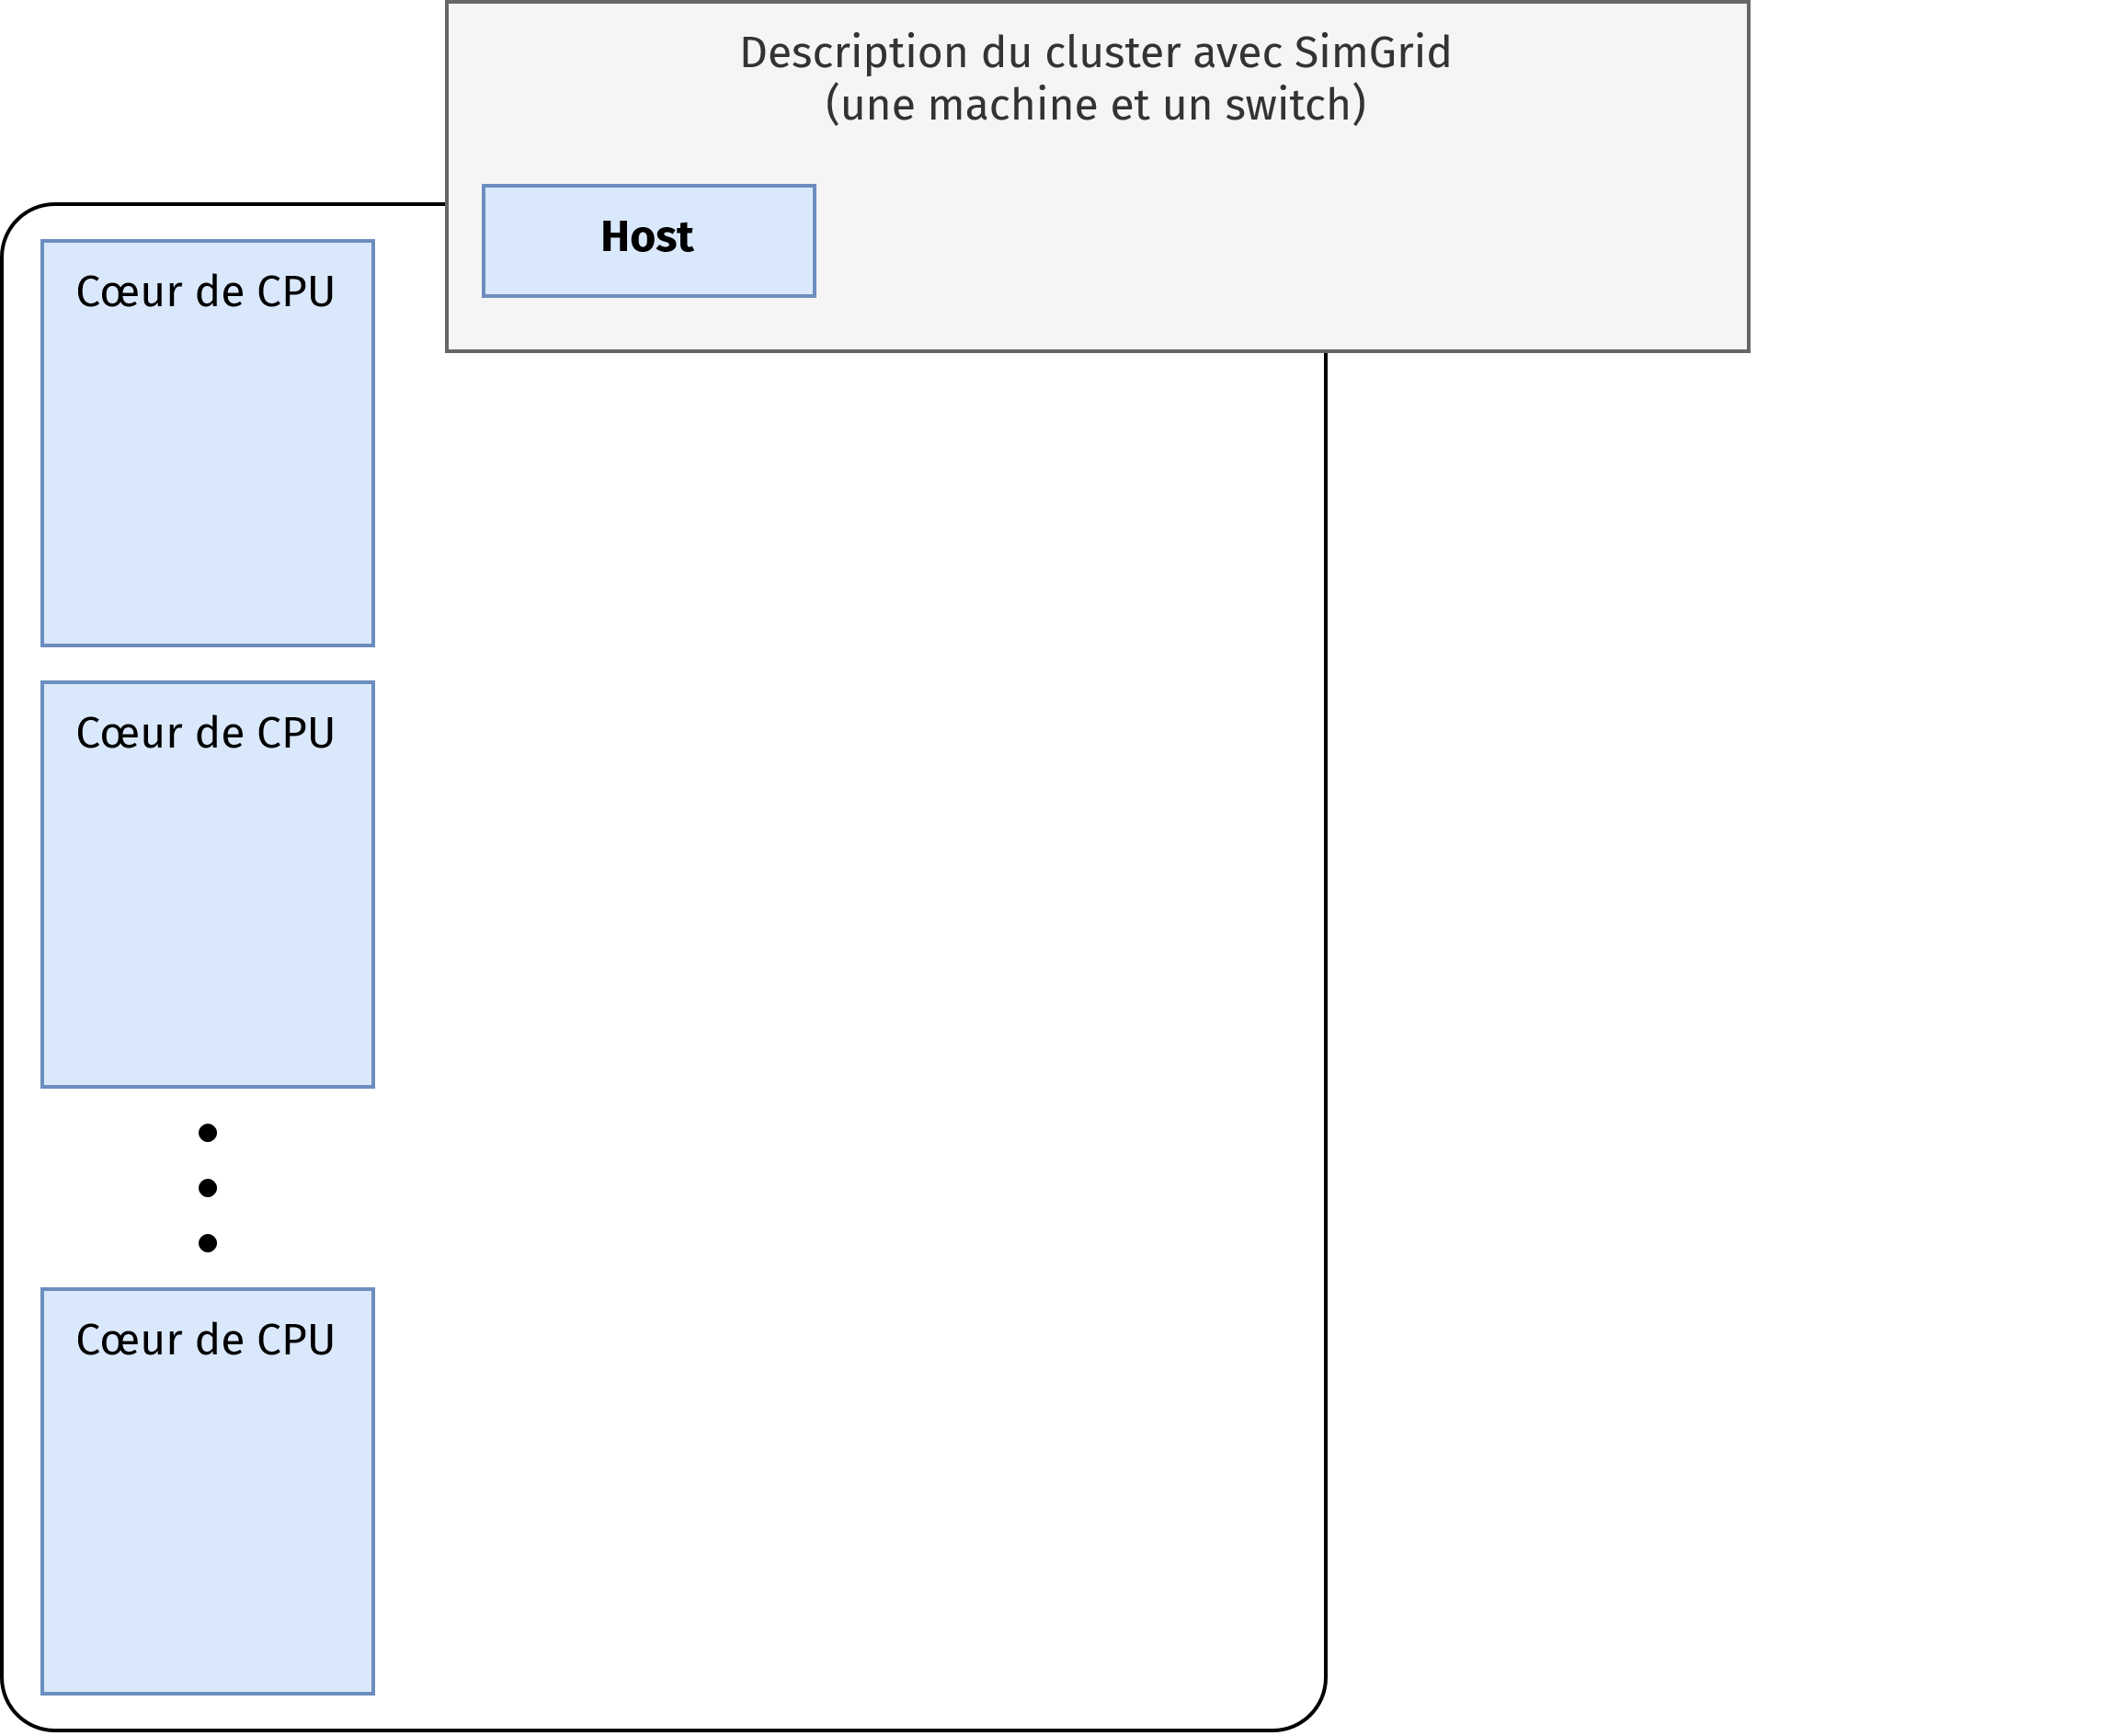 Description du cluster avec SimGrid
(une machine et un switch)
Host
Cœur de CPU
Cœur de CPU
Cœur de CPU